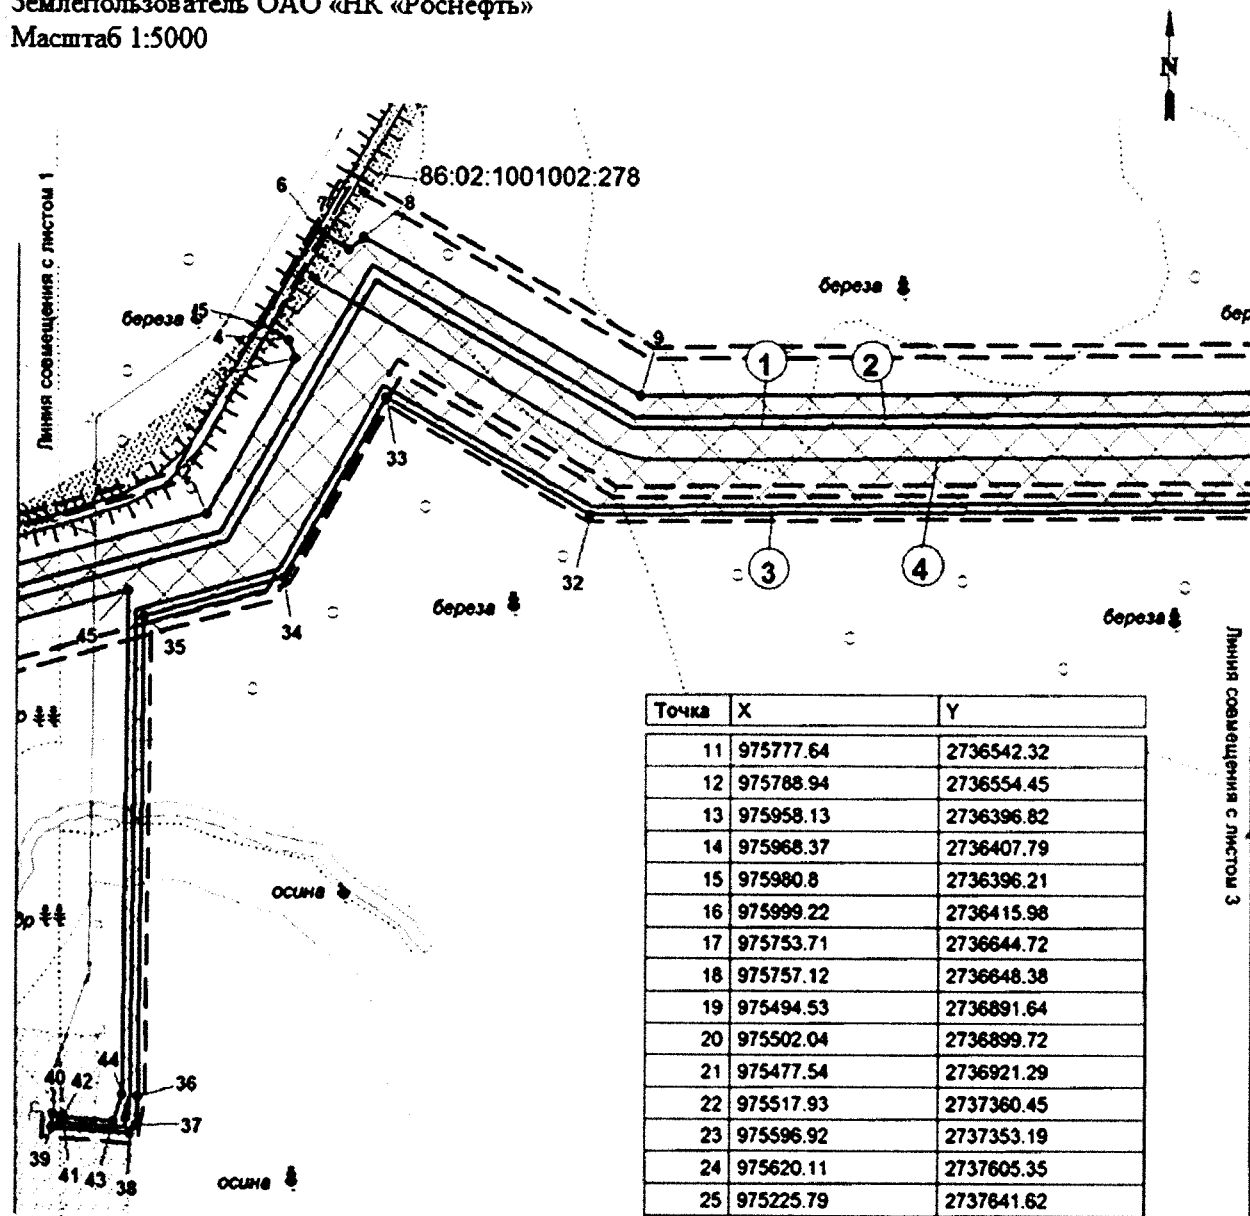 Землепользователь ОАО «НК «Роснефть»
Масштаб 1:5000
N
Линия совмещения с листом 1
86:02:1001002:278
6
7
8
береза
5
4
береза
9
1
2
бер
33
32
3
4
береза
34
береза
45
35
р
Линия совмещения с листом 3
др
осина
44
36
40
42
37
39
41
43
38
осина
Точка X Y
11 975777.64 2736542.32
12 975788.94 2736554.45
13 975958.13 2736396.82
14 975968.37 2736407.79
15 975980.8 2736396.21
16 975999.22 2736415.98
17 975753.71 2736644.72
18 975757.12 2736648.38
19 975494.53 2736891.64
20 975502.04 2736899.72
21 975477.54 2736921.29
22 975517.93 2737360.45
23 975596.92 2737353.19
24 975620.11 2737605.35
25 975225.79 2737641.62